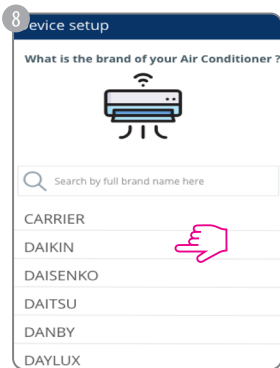 8
evice setup
What is the brand of your Air Conditioner ?
Search by full brand name here
CARRIER
DAIKIN
DAISENKO
DAITSU
DANBY
DAYLUX